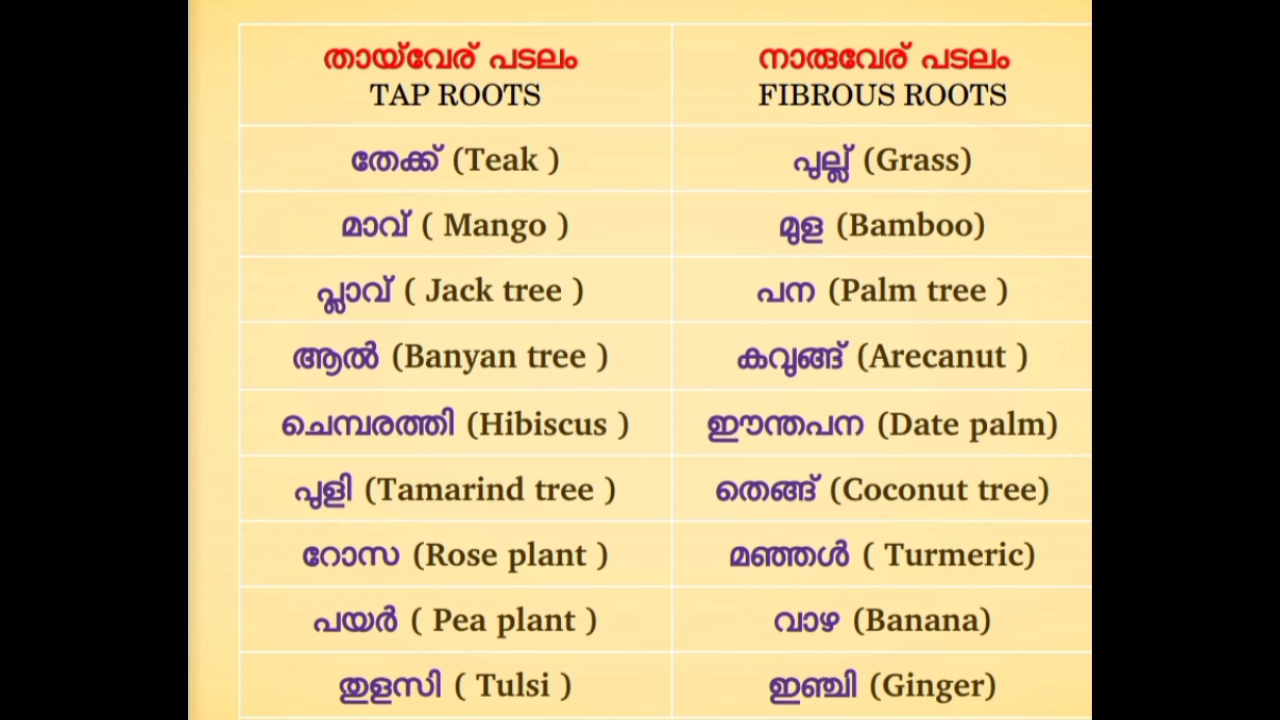 തായ്‌വേര് പടലം നാരുവേര് പടലം
TAP ROOTS FIBROUS ROOTS
തേക്ക് (Teak ) പുല്ല് (Grass)
മാവ് ( Mango ) മുള (Bamboo)
പ്ലാവ് ( Jack tree ) പന (Palm tree )
ആൽ (Banyan tree ) കവുങ്ങ് (Arecanut )
ചെമ്പരത്തി (Hibiscus ) ഈന്തപന (Date palm)
പുളി (Tamarind tree ) തെങ്ങ് (Coconut tree)
റോസ (Rose plant ) മഞ്ഞൾ ( Turmeric)
പയർ ( Pea plant ) വാഴ (Banana)
തുളസി ( Tulsi ) ഇഞ്ചി (Ginger)